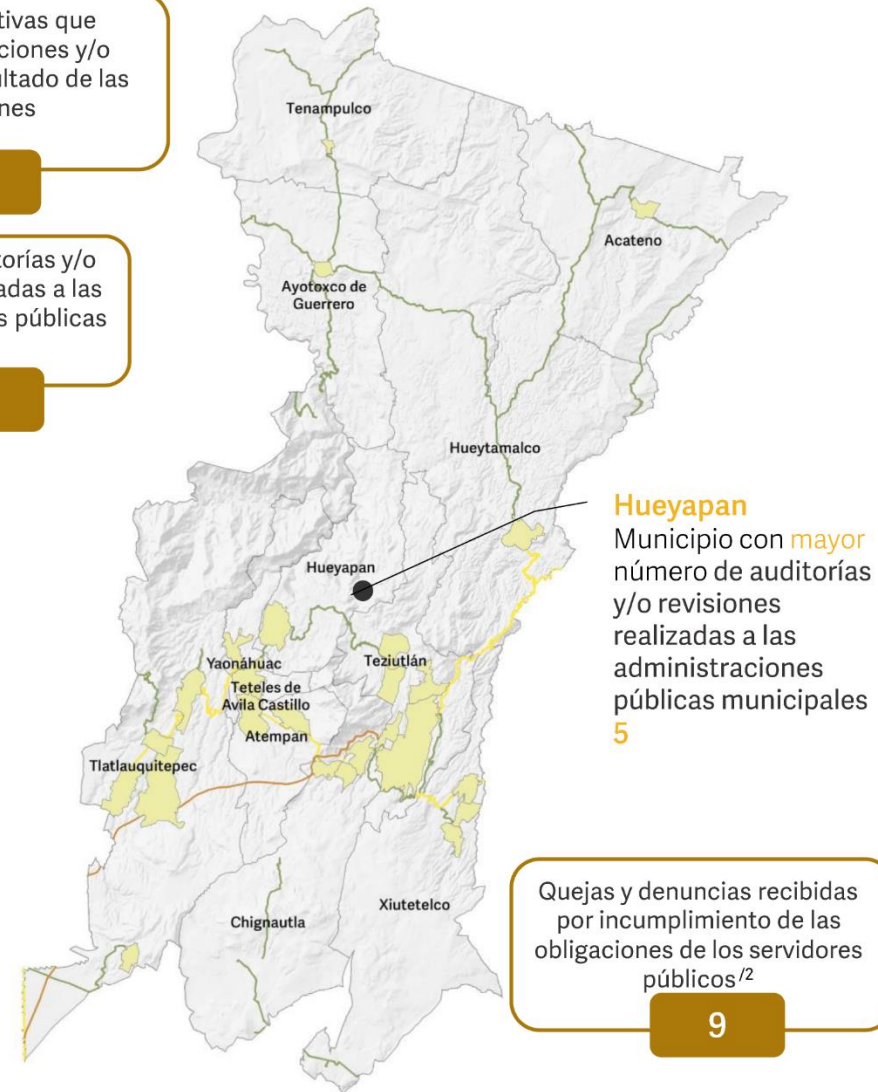 tivas que
ciones y/o
ultado de las
nes
torías y/o
adas a las
s públicas
Tenampulco
Acateno
Ayotoxco de
Guerrero
Hueytamalco
Hueyapan
Municipio con mayor
número de auditorías
y/o revisiones
realizadas a las
administraciones
públicas municipales
5
Hueyapan
Yaonáhuac
Teziutlán
Teteles de
Avila Castillo
Atempan
Tlatlauquitepec
Chignautla
Xiutetelco
Quejas y denuncias recibidas
por incumplimiento de las
obligaciones de los servidores
públicos/2
9